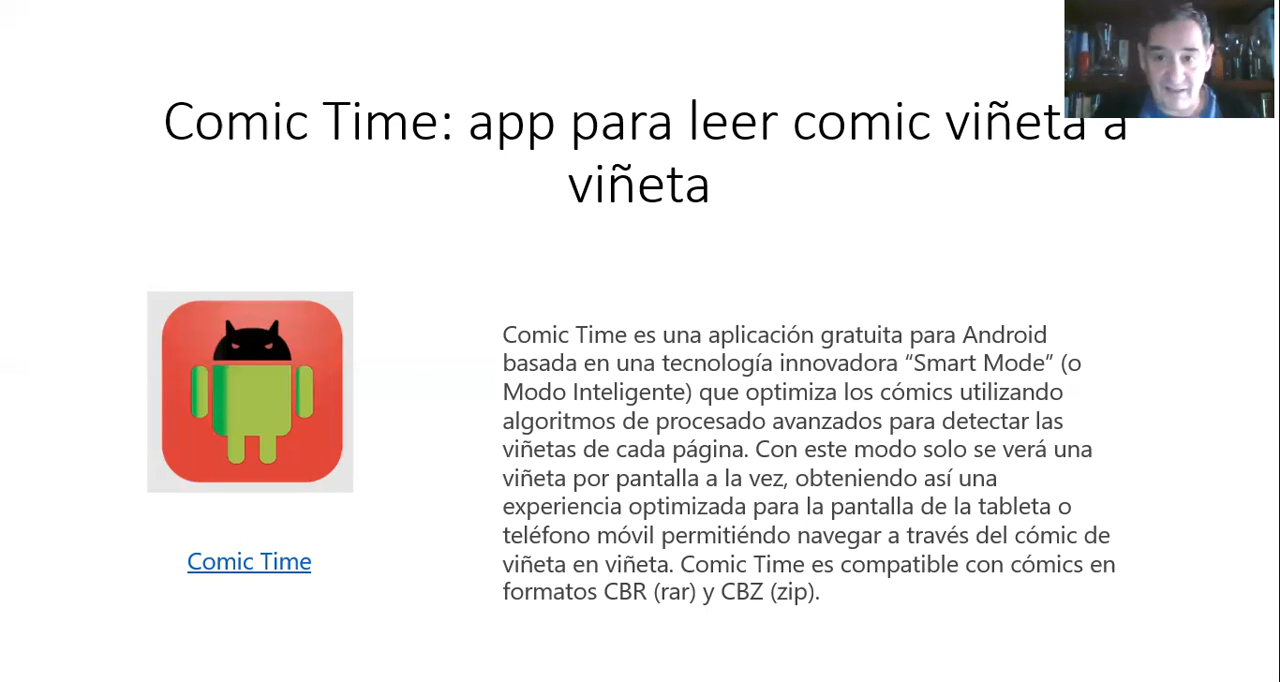 Comic Time: app para leer comic viñeta a
viñeta
Comic Time es una aplicación gratuita para Android
basada en una tecnología innovadora “Smart Mode” (o
Modo Inteligente) que optimiza los cómics utilizando
algoritmos de procesado avanzados para detectar las
viñetas de cada página. Con este modo solo se verá una
viñeta por pantalla a la vez, obteniendo así una
experiencia optimizada para la pantalla de la tableta o
teléfono móvil permitiéndo navegar a través del cómic de
viñeta en viñeta. Comic Time es compatible con cómics en
formatos CBR (rar) y CBZ (zip).
Comic Time